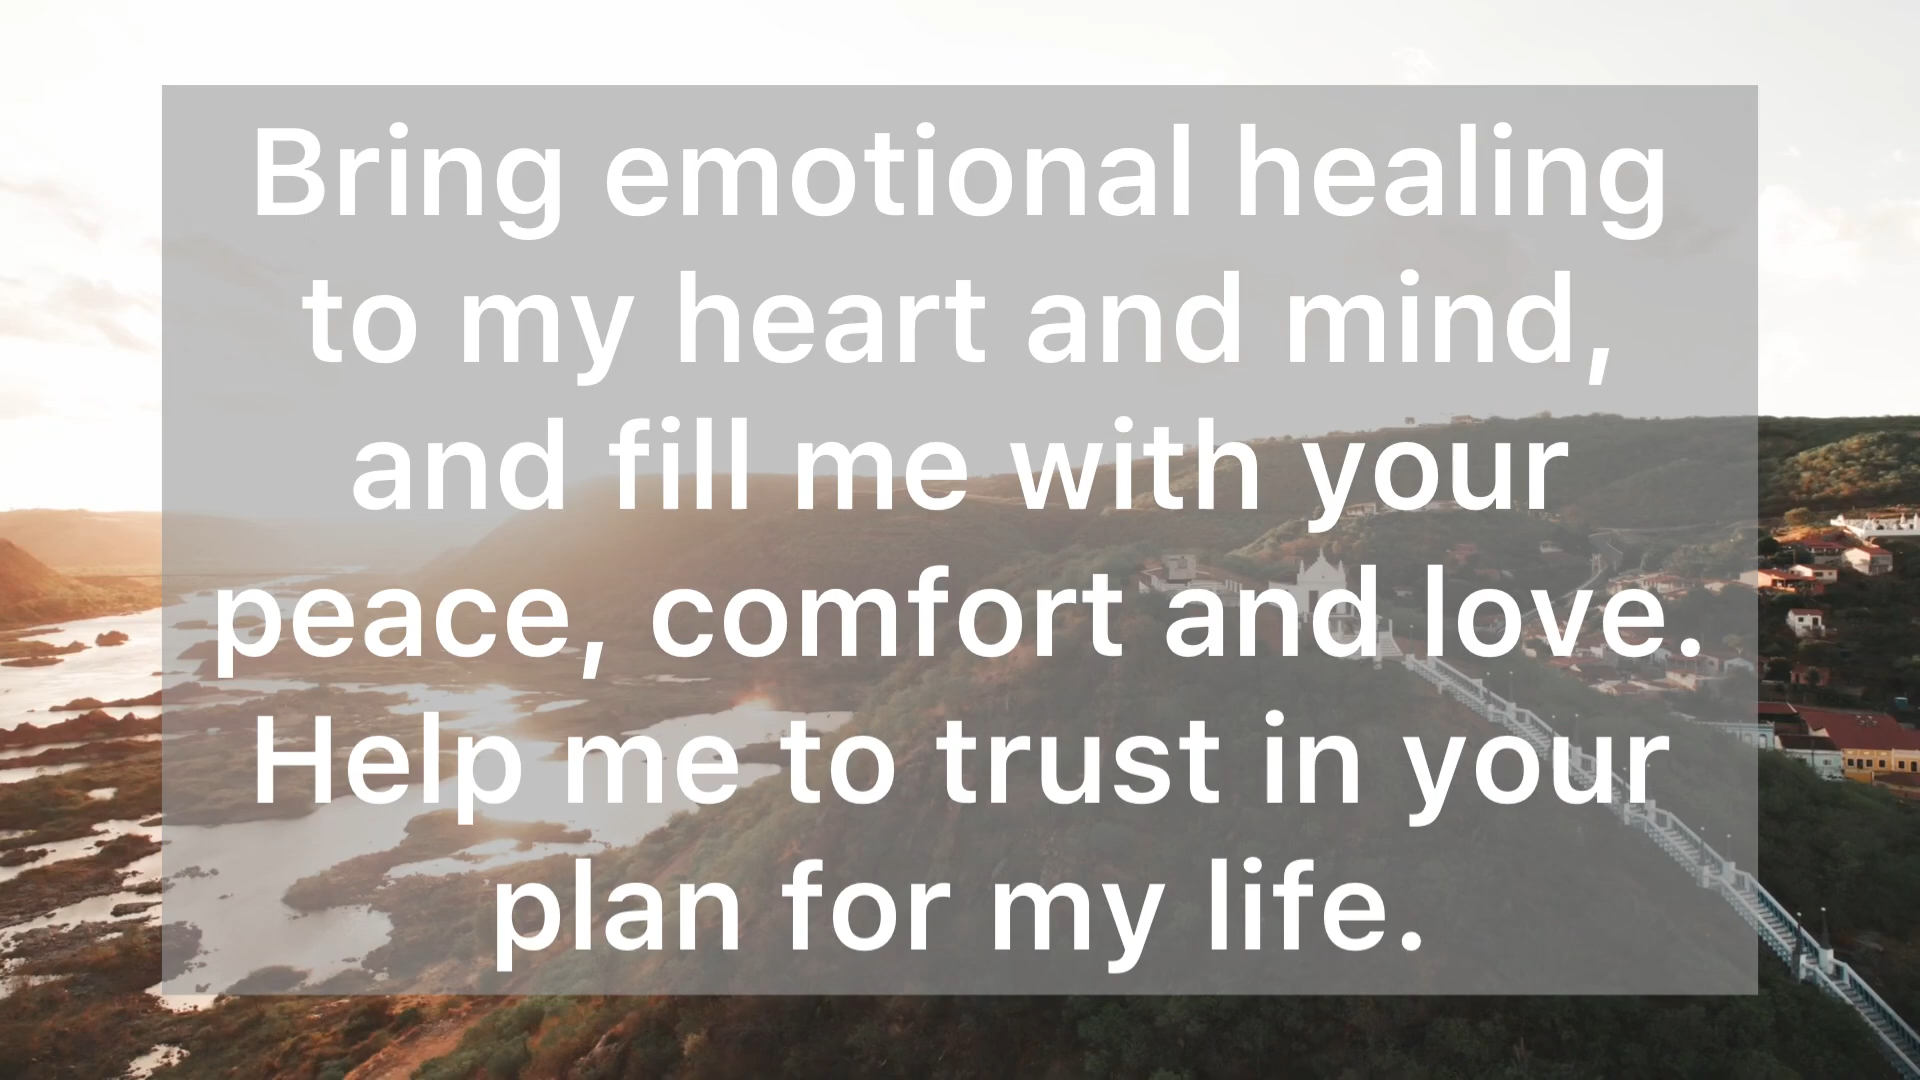 Bring emotional healing
to my heart and mind,
and fill me with your
peace, comfort and love.
Help me to trust in your
plan for my life.